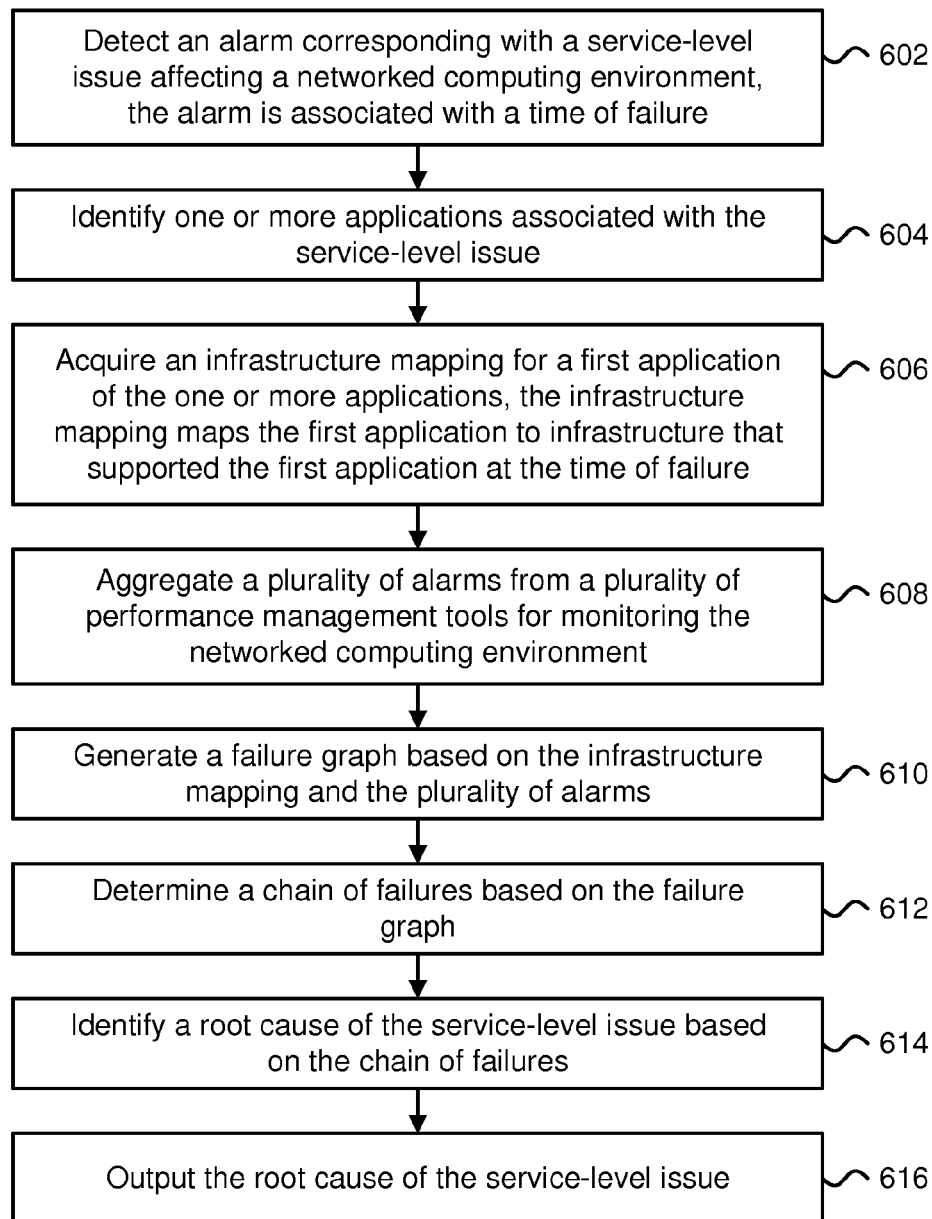 Detect an alarm corresponding with a service-level
issue affecting a networked computing environment,
the alarm is associated with a time of failure
602
Identify one or more applications associated with the
service-level issue
604
Acquire an infrastructure mapping for a first application
of the one or more applications, the infrastructure
mapping maps the first application to infrastructure that
supported the first application at the time of failure
606
Aggregate a plurality of alarms from a plurality of
performance management tools for monitoring the
networked computing environment
608
Generate a failure graph based on the infrastructure
mapping and the plurality of alarms
610
Determine a chain of failures based on the failure
graph
612
Identify a root cause of the service-level issue based
on the chain of failures
614
Output the root cause of the service-level issue
616